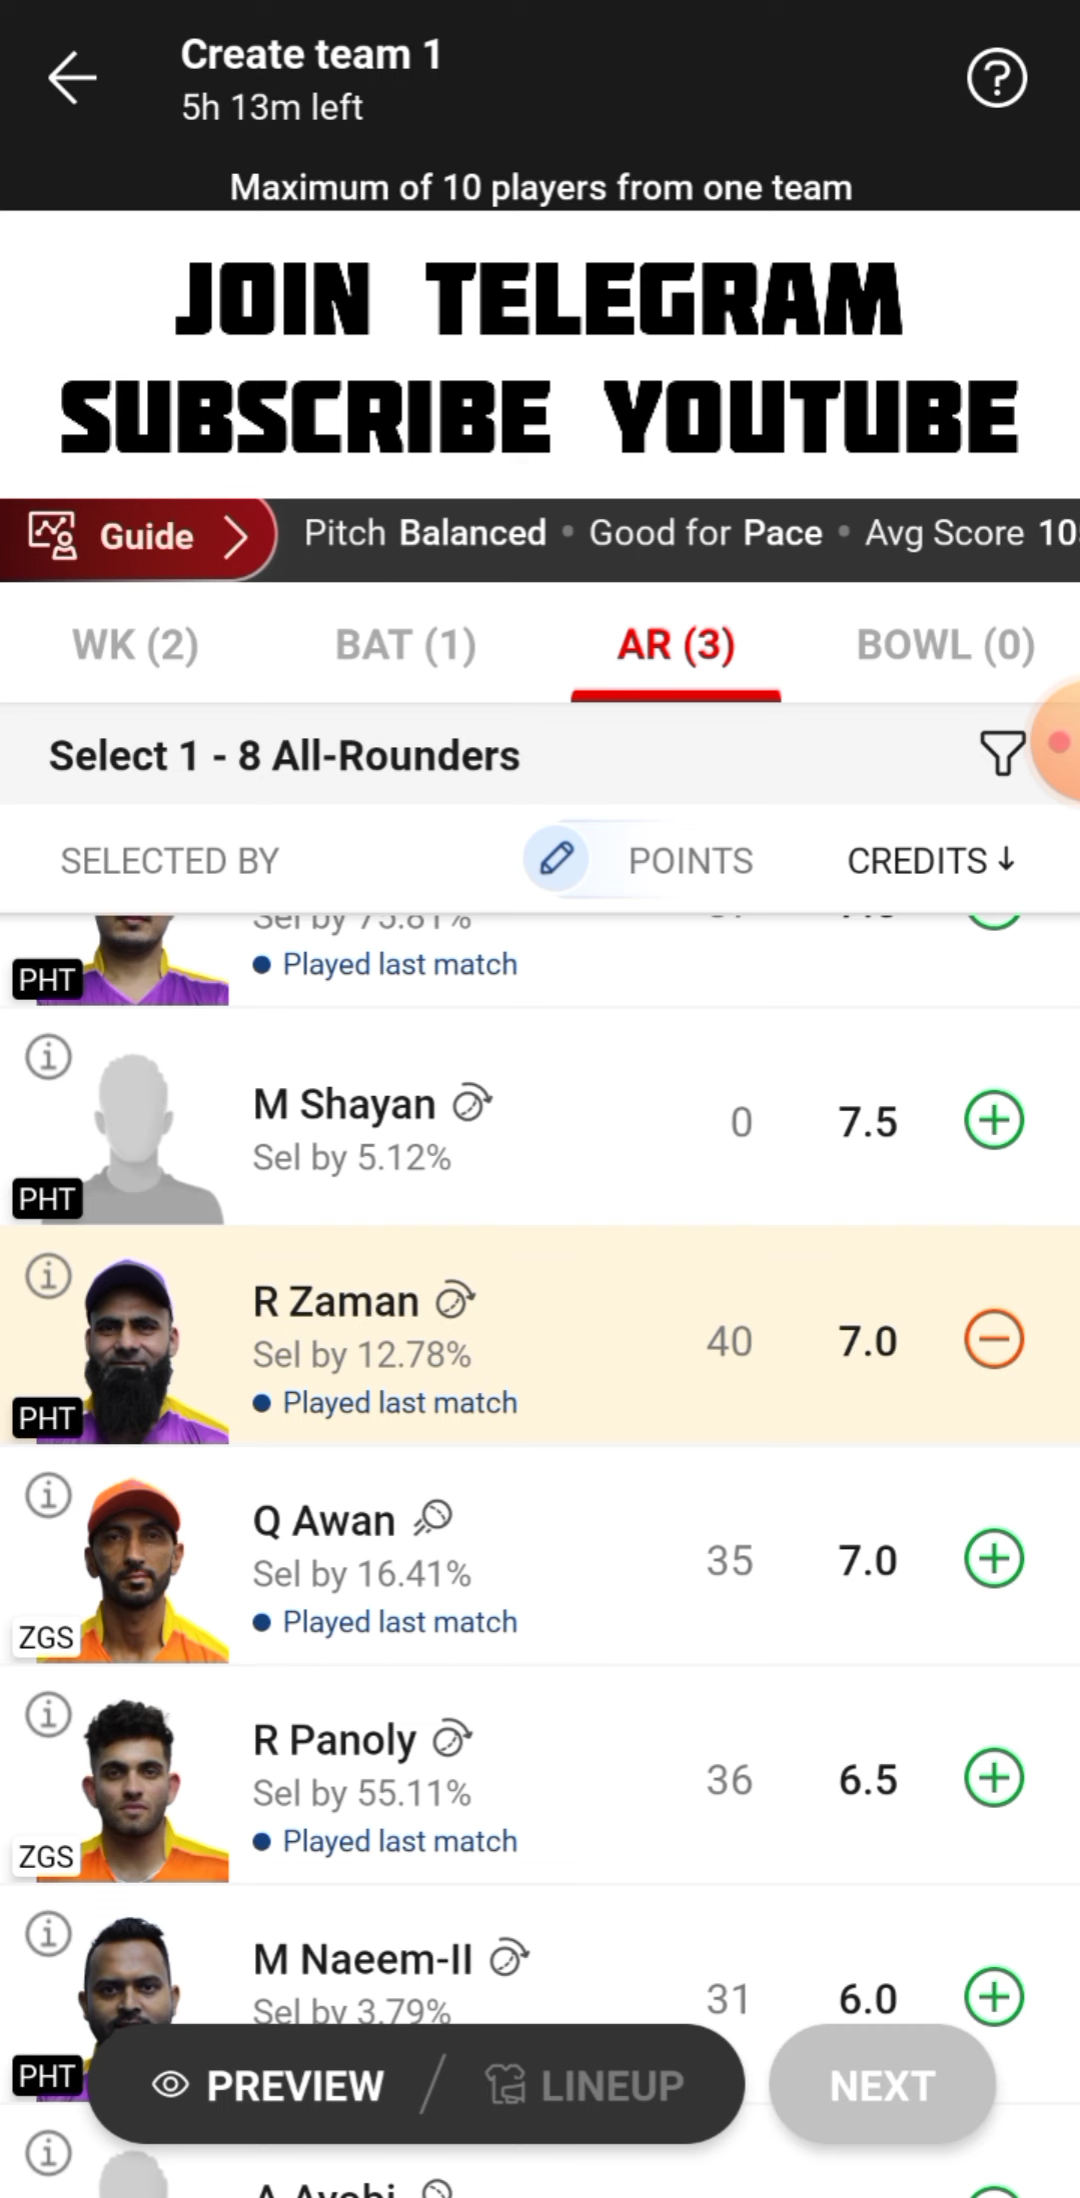 Create team 1
5h 13m left
Maximum of 10 players from one team
JOIN TELEGRAM
SUBSCRIBE YOUTUBE
Guide Pitch Balanced • Good for Pace • Avg Score 10
WK (2) BAT (1) AR (3) BOWL (0)
Select 1 - 8 All-Rounders
SELECTED BY POINTS CREDITS ↓
Sel by 75.81%
PHT • Played last match
M Shayan 0 7.5
Sel by 5.12%
PHT
R Zaman 40 7.0
Sel by 12.78%
PHT • Played last match
Q Awan 35 7.0
Sel by 16.41%
ZGS • Played last match
R Panoly 36 6.5
Sel by 55.11%
ZGS • Played last match
M Naeem-II 31 6.0
Sel by 3.79%
PHT
PREVIEW / LINEUP NEXT